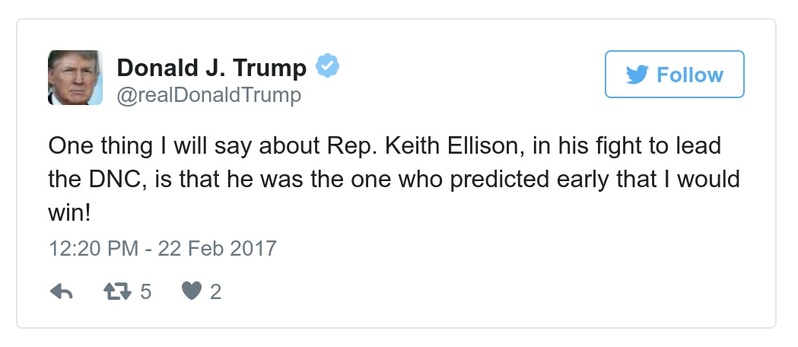 Donald J. Trump
@realDonaldTrump
Follow
One thing I will say about Rep. Keith Ellison, in his fight to lead
the DNC, is that he was the one who predicted early that I would
win!
12:20 PM - 22 Feb 2017
5 2